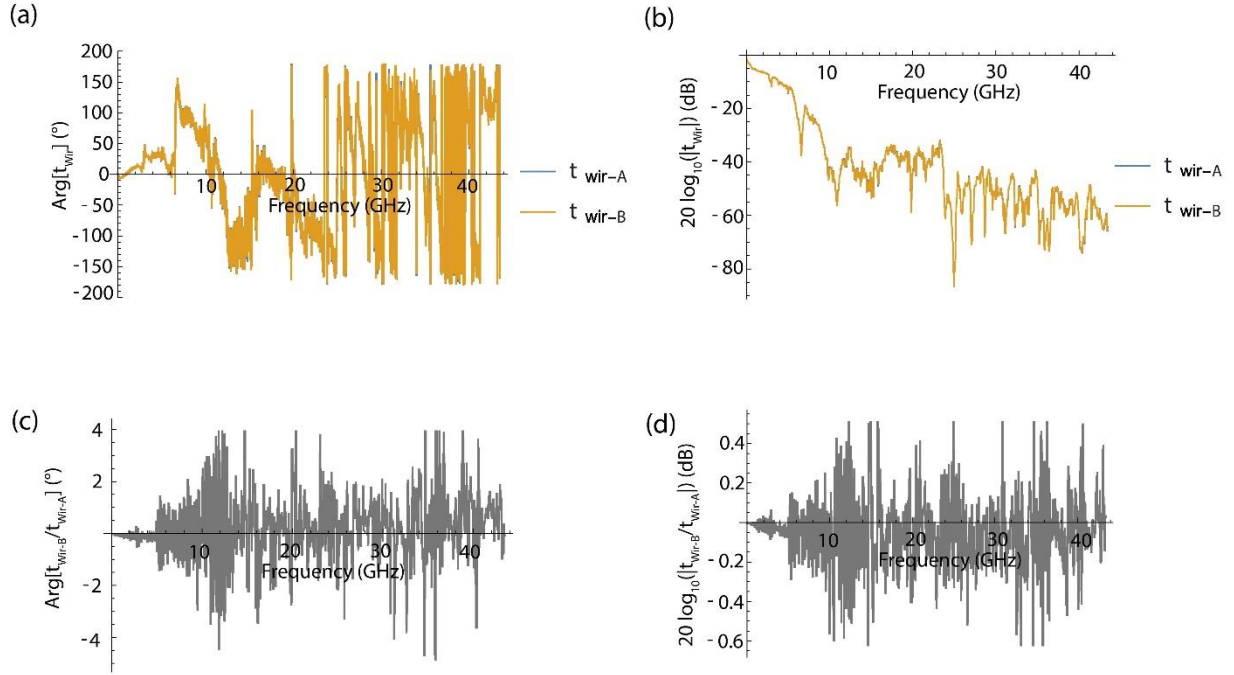 (a)
200
150
100
50
0
-50
-100
-150
-200
Arg[t_Wir] (°)
10 20 30 40
Frequency (GHz)
t wir-A
t wir-B
(b)
10 20 30 40
Frequency (GHz)
-20
-40
-60
-80
20 log₁₀(|t_Wir|) (dB)
t wir-A
t wir-B
(c)
4
2
0
-2
-4
Arg[t_Wir-B/t_Wir-A] (°)
10 20 30 40
Frequency (GHz)
(d)
0.4
0.2
0.0
-0.2
-0.4
-0.6
20 log₁₀(|t_Wir-B/t_Wir-A|) (dB)
10 20 30 40
Frequency (GHz)